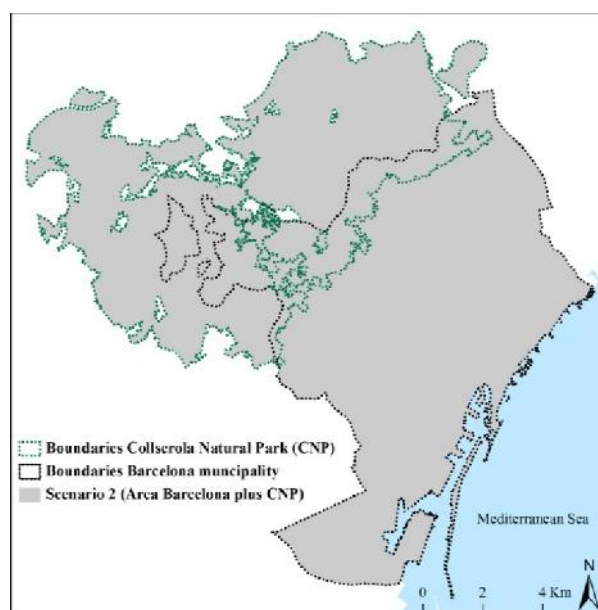 Boundaries Collserola Natural Park (CNP)
Boundaries Barcelona muncipality
Scenario 2 (Area Barcelona plus CNP)
Mediterranean Sea
N
0 2 4 Km